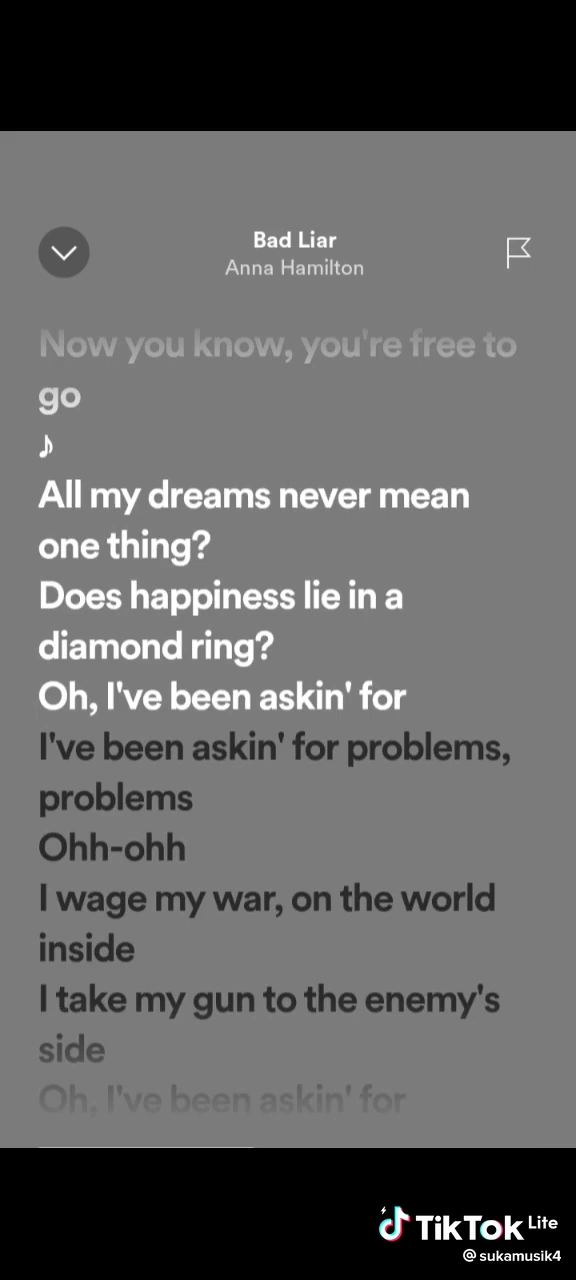 Bad Liar
Anna Hamilton
Now you know, you're free to
go
♪
All my dreams never mean
one thing?
Does happiness lie in a
diamond ring?
Oh, I've been askin' for
I've been askin' for problems,
problems
Ohh-ohh
I wage my war, on the world
inside
I take my gun to the enemy's
side
Oh, I've been askin' for
TikTok Lite
@sukamusik4